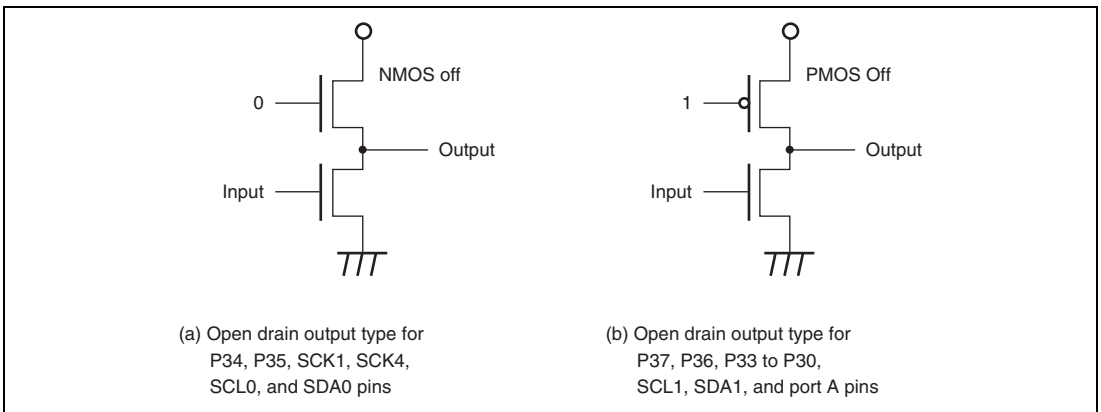 NMOS off
0
Output
Input
(a) Open drain output type for
P34, P35, SCK1, SCK4,
SCL0, and SDA0 pins
PMOS Off
1
Output
Input
(b) Open drain output type for
P37, P36, P33 to P30,
SCL1, SDA1, and port A pins